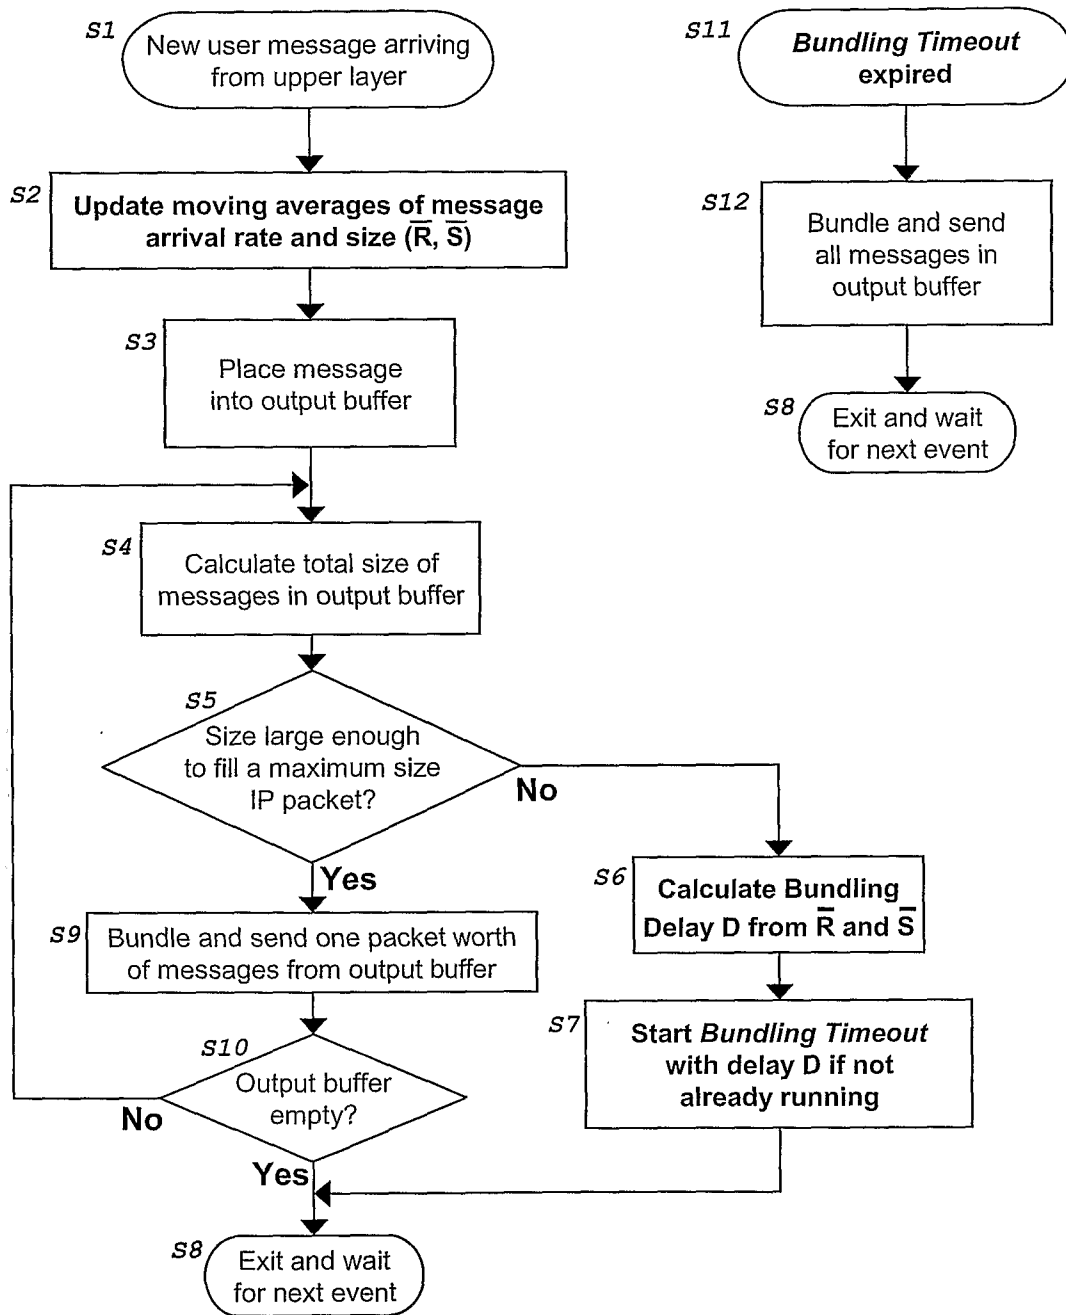 S1
New user message arriving
from upper layer
S2
Update moving averages of message
arrival rate and size (R̅, S̅)
S3
Place message
into output buffer
S4
Calculate total size of
messages in output buffer
S5
Size large enough
to fill a maximum size
IP packet?
No
Yes
S6
Calculate Bundling
Delay D from R̅ and S̅
S7
Start Bundling Timeout
with delay D if not
already running
S9
Bundle and send one packet worth
of messages from output buffer
S10
Output buffer
empty?
No
Yes
S8
Exit and wait
for next event
S11
Bundling Timeout
expired
S12
Bundle and send
all messages in
output buffer
S8
Exit and wait
for next event